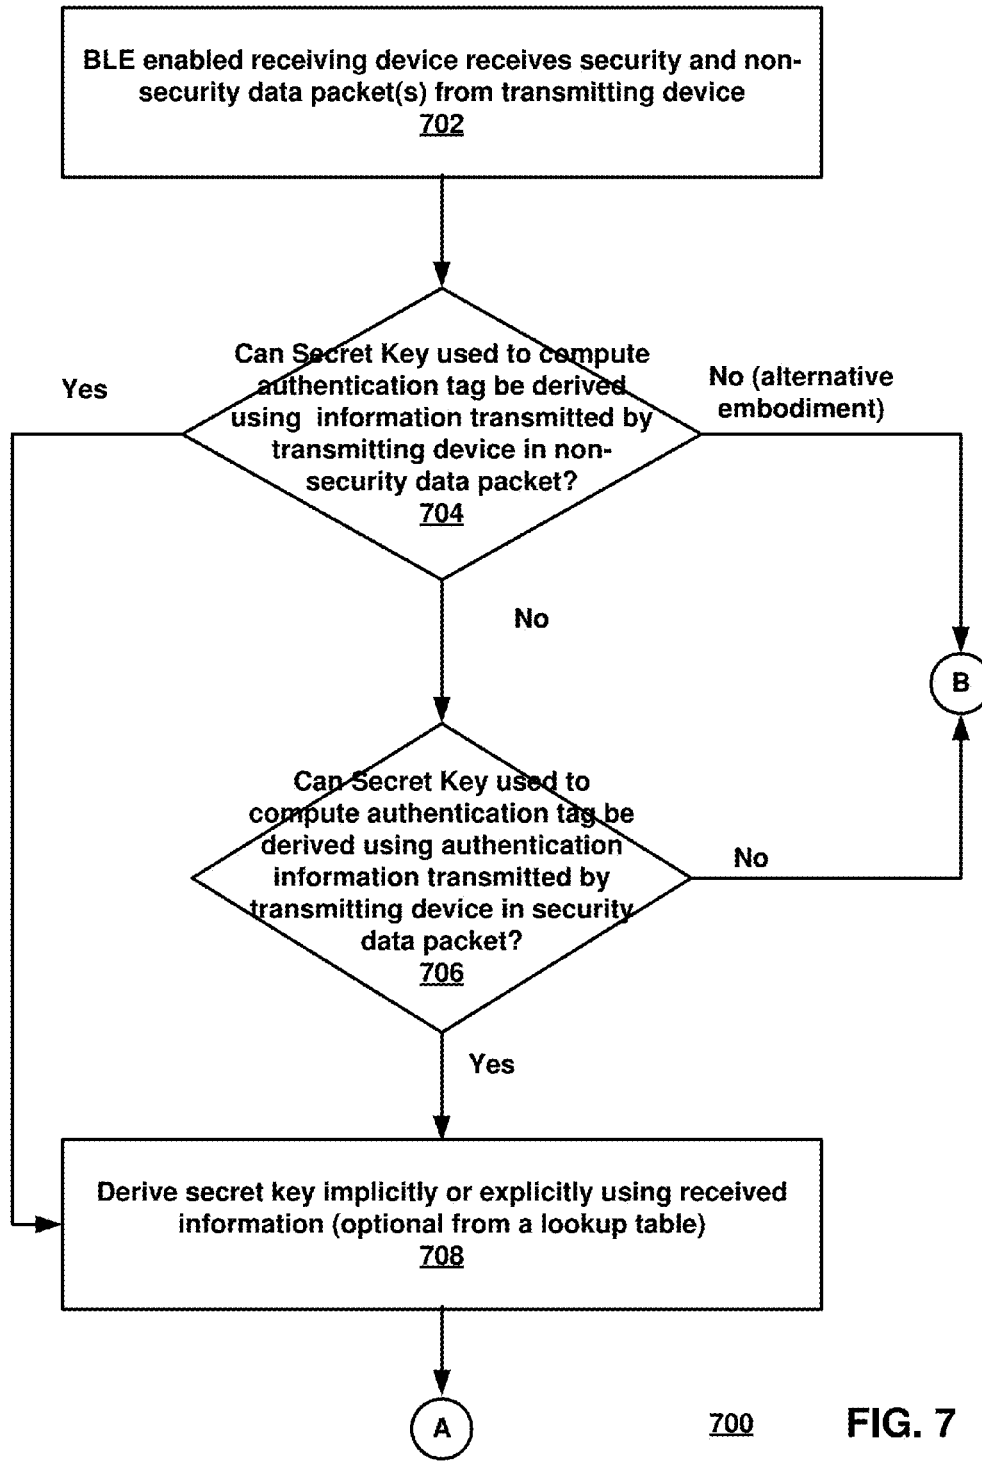 BLE enabled receiving device receives security and non-
security data packet(s) from transmitting device
702
Can Secret Key used to compute
authentication tag be derived
using information transmitted by
transmitting device in non-
security data packet?
704
Yes
No (alternative
embodiment)
No
B
Can Secret Key used to
compute authentication tag be
derived using authentication
information transmitted by
transmitting device in security
data packet?
706
No
Yes
Derive secret key implicitly or explicitly using received
information (optional from a lookup table)
708
A
700
FIG. 7